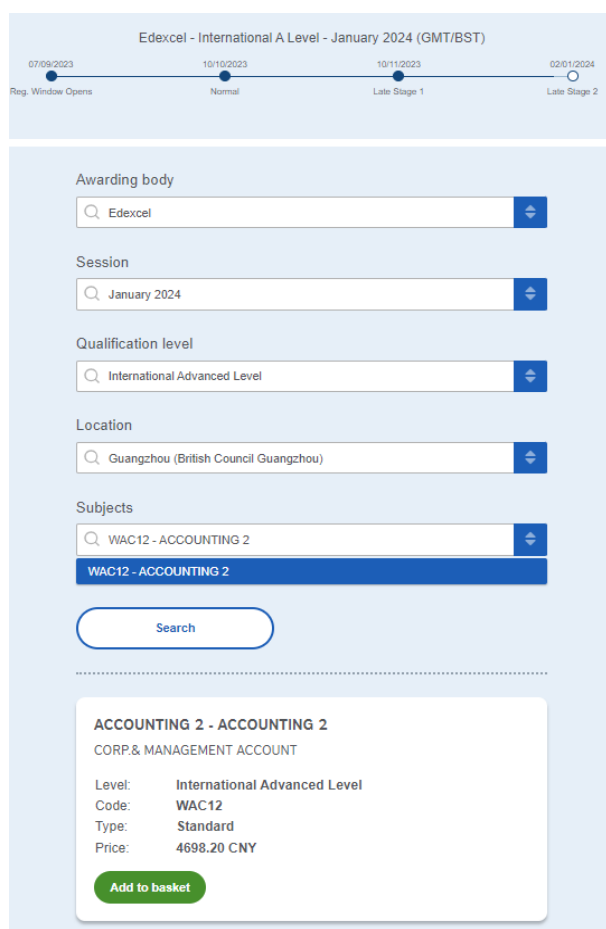 Edexcel - International A Level - January 2024 (GMT/BST)
07/09/2023 10/10/2023 10/11/2023 02/01/2024
Reg. Window Opens Normal Late Stage 1 Late Stage 2
Awarding body
Edexcel
Session
January 2024
Qualification level
International Advanced Level
Location
Guangzhou (British Council Guangzhou)
Subjects
WAC12 - ACCOUNTING 2
WAC12 - ACCOUNTING 2
Search
ACCOUNTING 2 - ACCOUNTING 2
CORP.& MANAGEMENT ACCOUNT
Level: International Advanced Level
Code: WAC12
Type: Standard
Price: 4698.20 CNY
Add to basket